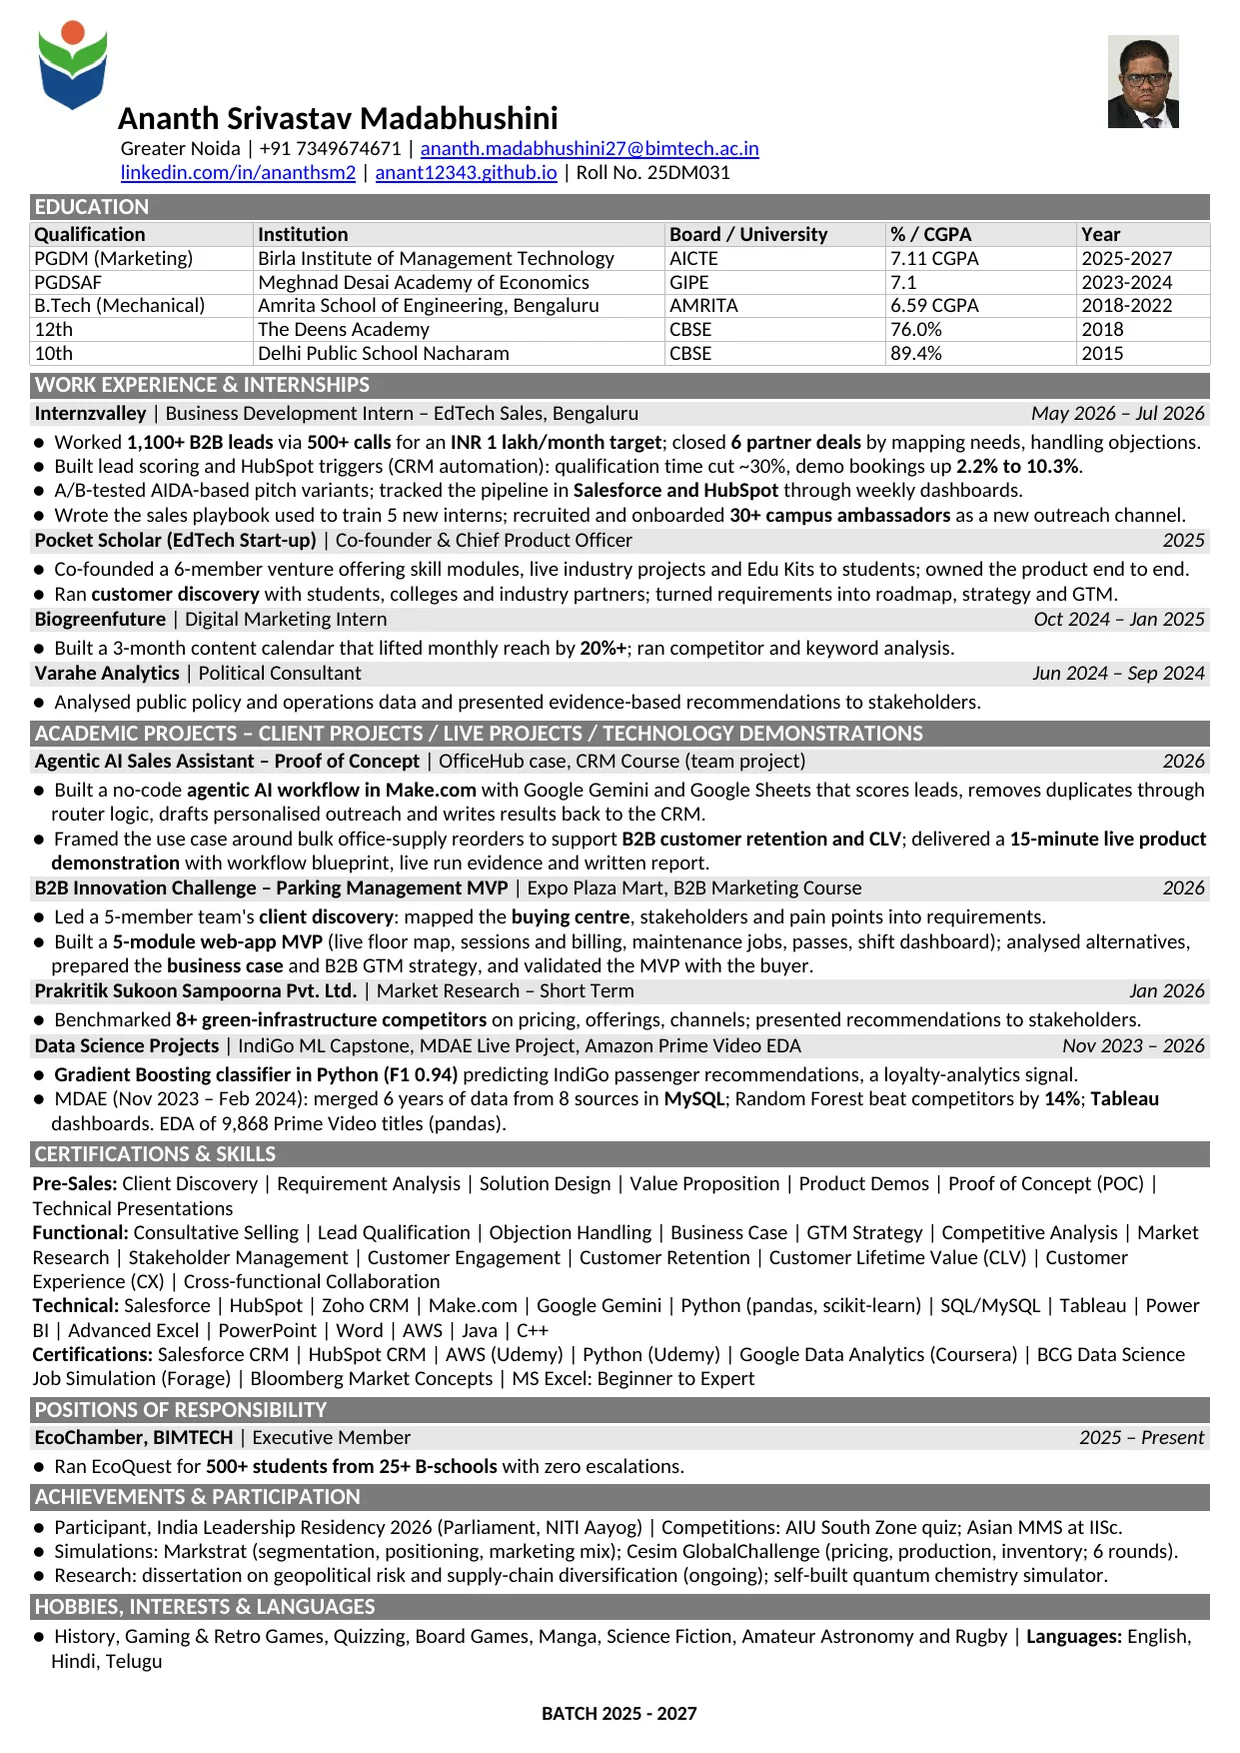 Ananth Srivastav Madabhushini
Greater Noida | +91 7349674671 | ananth.madabhushini27@bimtech.ac.in
linkedin.com/in/ananthsm2 | anant12343.github.io | Roll No. 25DM031
EDUCATION
Qualification Institution Board / University % / CGPA Year
PGDM (Marketing) Birla Institute of Management Technology AICTE 7.11 CGPA 2025-2027
PGDSAF Meghnad Desai Academy of Economics GIPE 7.1 2023-2024
B.Tech (Mechanical) Amrita School of Engineering, Bengaluru AMRITA 6.59 CGPA 2018-2022
12th The Deens Academy CBSE 76.0% 2018
10th Delhi Public School Nacharam CBSE 89.4% 2015
WORK EXPERIENCE & INTERNSHIPS
Internzvalley | Business Development Intern – EdTech Sales, Bengaluru May 2026 – Jul 2026
● Worked 1,100+ B2B leads via 500+ calls for an INR 1 lakh/month target; closed 6 partner deals by mapping needs, handling objections.
● Built lead scoring and HubSpot triggers (CRM automation): qualification time cut ~30%, demo bookings up 2.2% to 10.3%.
● A/B-tested AIDA-based pitch variants; tracked the pipeline in Salesforce and HubSpot through weekly dashboards.
● Wrote the sales playbook used to train 5 new interns; recruited and onboarded 30+ campus ambassadors as a new outreach channel.
Pocket Scholar (EdTech Start-up) | Co-founder & Chief Product Officer 2025
● Co-founded a 6-member venture offering skill modules, live industry projects and Edu Kits to students; owned the product end to end.
● Ran customer discovery with students, colleges and industry partners; turned requirements into roadmap, strategy and GTM.
Biogreenfuture | Digital Marketing Intern Oct 2024 – Jan 2025
● Built a 3-month content calendar that lifted monthly reach by 20%+; ran competitor and keyword analysis.
Varahe Analytics | Political Consultant Jun 2024 – Sep 2024
● Analysed public policy and operations data and presented evidence-based recommendations to stakeholders.
ACADEMIC PROJECTS – CLIENT PROJECTS / LIVE PROJECTS / TECHNOLOGY DEMONSTRATIONS
Agentic AI Sales Assistant – Proof of Concept | OfficeHub case, CRM Course (team project) 2026
● Built a no-code agentic AI workflow in Make.com with Google Gemini and Google Sheets that scores leads, removes duplicates through
router logic, drafts personalised outreach and writes results back to the CRM.
● Framed the use case around bulk office-supply reorders to support B2B customer retention and CLV; delivered a 15-minute live product
demonstration with workflow blueprint, live run evidence and written report.
B2B Innovation Challenge – Parking Management MVP | Expo Plaza Mart, B2B Marketing Course 2026
● Led a 5-member team's client discovery: mapped the buying centre, stakeholders and pain points into requirements.
● Built a 5-module web-app MVP (live floor map, sessions and billing, maintenance jobs, passes, shift dashboard); analysed alternatives,
prepared the business case and B2B GTM strategy, and validated the MVP with the buyer.
Prakritik Sukoon Sampoorna Pvt. Ltd. | Market Research – Short Term Jan 2026
● Benchmarked 8+ green-infrastructure competitors on pricing, offerings, channels; presented recommendations to stakeholders.
Data Science Projects | IndiGo ML Capstone, MDAE Live Project, Amazon Prime Video EDA Nov 2023 – 2026
● Gradient Boosting classifier in Python (F1 0.94) predicting IndiGo passenger recommendations, a loyalty-analytics signal.
● MDAE (Nov 2023 – Feb 2024): merged 6 years of data from 8 sources in MySQL; Random Forest beat competitors by 14%; Tableau
dashboards. EDA of 9,868 Prime Video titles (pandas).
CERTIFICATIONS & SKILLS
Pre-Sales: Client Discovery | Requirement Analysis | Solution Design | Value Proposition | Product Demos | Proof of Concept (POC) |
Technical Presentations
Functional: Consultative Selling | Lead Qualification | Objection Handling | Business Case | GTM Strategy | Competitive Analysis | Market
Research | Stakeholder Management | Customer Engagement | Customer Retention | Customer Lifetime Value (CLV) | Customer
Experience (CX) | Cross-functional Collaboration
Technical: Salesforce | HubSpot | Zoho CRM | Make.com | Google Gemini | Python (pandas, scikit-learn) | SQL/MySQL | Tableau | Power
BI | Advanced Excel | PowerPoint | Word | AWS | Java | C++
Certifications: Salesforce CRM | HubSpot CRM | AWS (Udemy) | Python (Udemy) | Google Data Analytics (Coursera) | BCG Data Science
Job Simulation (Forage) | Bloomberg Market Concepts | MS Excel: Beginner to Expert
POSITIONS OF RESPONSIBILITY
EcoChamber, BIMTECH | Executive Member 2025 – Present
● Ran EcoQuest for 500+ students from 25+ B-schools with zero escalations.
ACHIEVEMENTS & PARTICIPATION
● Participant, India Leadership Residency 2026 (Parliament, NITI Aayog) | Competitions: AIU South Zone quiz; Asian MMS at IISc.
● Simulations: Markstrat (segmentation, positioning, marketing mix); Cesim GlobalChallenge (pricing, production, inventory; 6 rounds).
● Research: dissertation on geopolitical risk and supply-chain diversification (ongoing); self-built quantum chemistry simulator.
HOBBIES, INTERESTS & LANGUAGES
● History, Gaming & Retro Games, Quizzing, Board Games, Manga, Science Fiction, Amateur Astronomy and Rugby | Languages: English,
Hindi, Telugu
BATCH 2025 - 2027